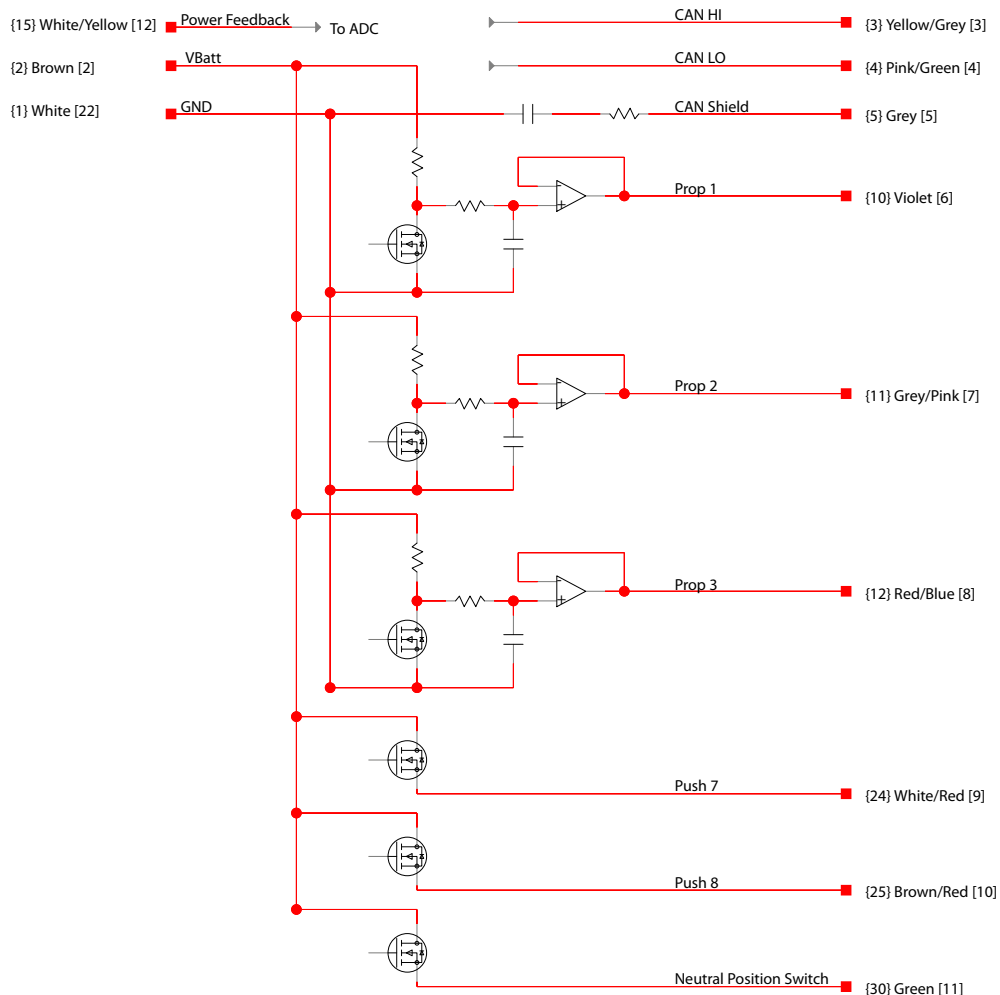 {15} White/Yellow [12] Power Feedback To ADC CAN HI {3} Yellow/Grey [3]
{2} Brown [2] VBatt CAN LO {4} Pink/Green [4]
{1} White [22] GND CAN Shield {5} Grey [5]
Prop 1 {10} Violet [6]
Prop 2 {11} Grey/Pink [7]
Prop 3 {12} Red/Blue [8]
Push 7 {24} White/Red [9]
Push 8 {25} Brown/Red [10]
Neutral Position Switch {30} Green [11]